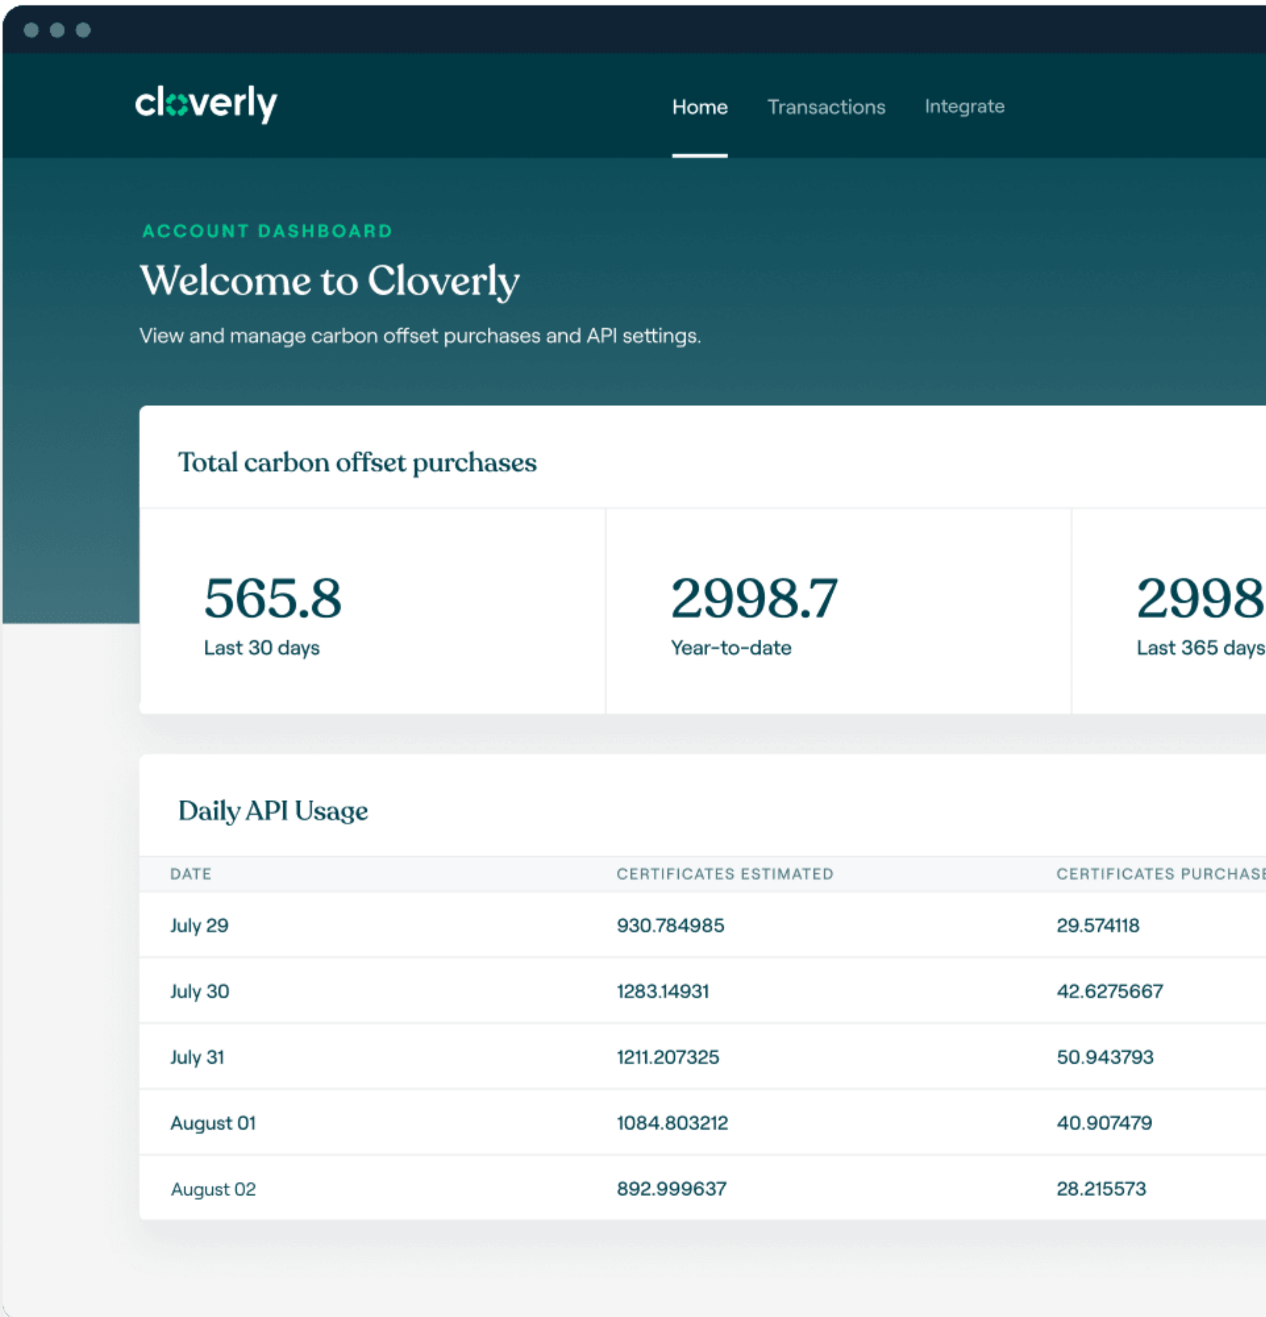 cloverly
Home Transactions Integrate
ACCOUNT DASHBOARD
Welcome to Cloverly
View and manage carbon offset purchases and API settings.
Total carbon offset purchases
565.8 2998.7 2998
Last 30 days Year-to-date Last 365 days
Daily API Usage
DATE CERTIFICATES ESTIMATED CERTIFICATES PURCHASE
July 29 930.784985 29.574118
July 30 1283.14931 42.6275667
July 31 1211.207325 50.943793
August 01 1084.803212 40.907479
August 02 892.999637 28.215573